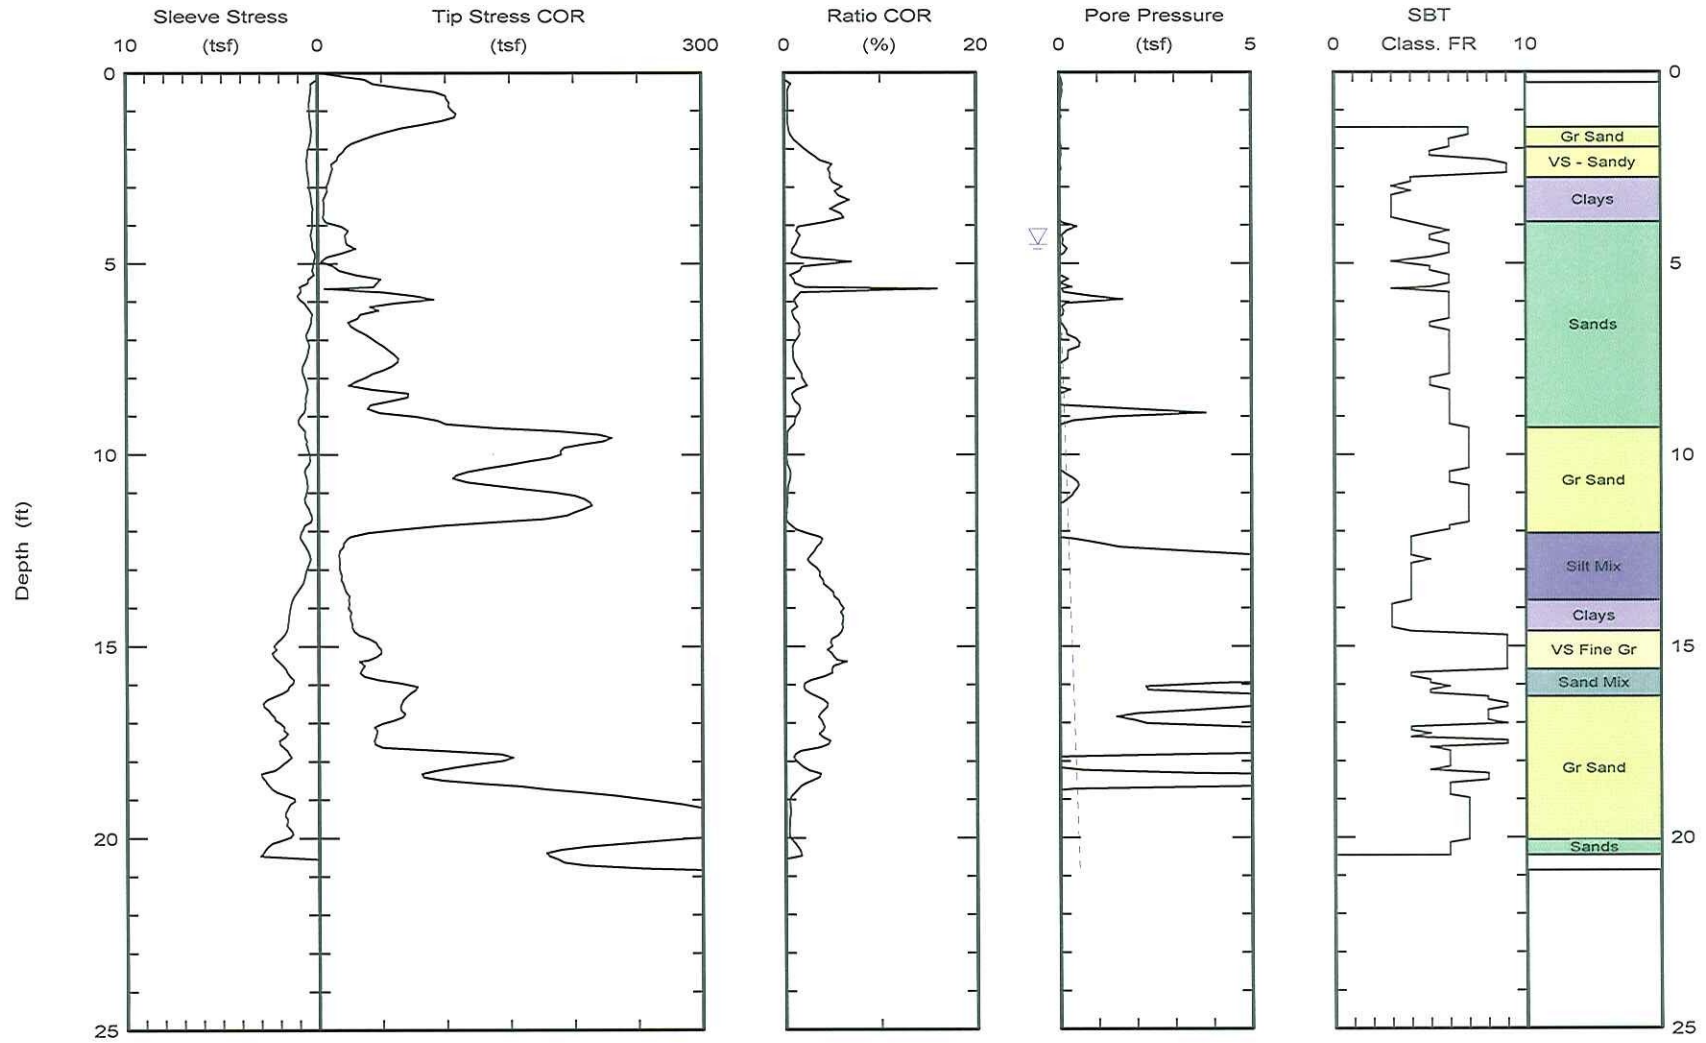 Sleeve Stress
(tsf)
10
0
Tip Stress COR
(tsf)
300
Ratio COR
(%)
0
20
Pore Pressure
(tsf)
0
5
SBT
Class. FR
0
10
Depth (ft)
0
5
10
15
20
25
Gr Sand
VS - Sandy
Clays
Sands
Gr Sand
Silt Mix
Clays
VS Fine Gr
Sand Mix
Gr Sand
Sands
0
5
10
15
20
25